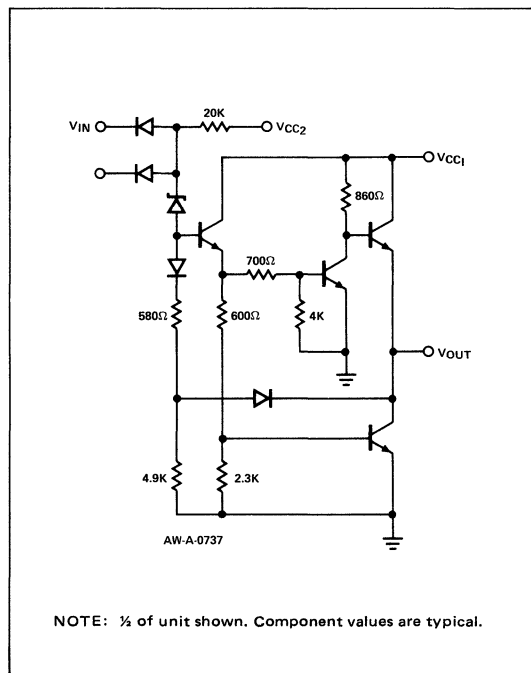 20K
VIN
VCC2
VCC1
860Ω
700Ω
580Ω
600Ω
4K
VOUT
4.9K
2.3K
AW-A-0737
NOTE: ½ of unit shown. Component values are typical.